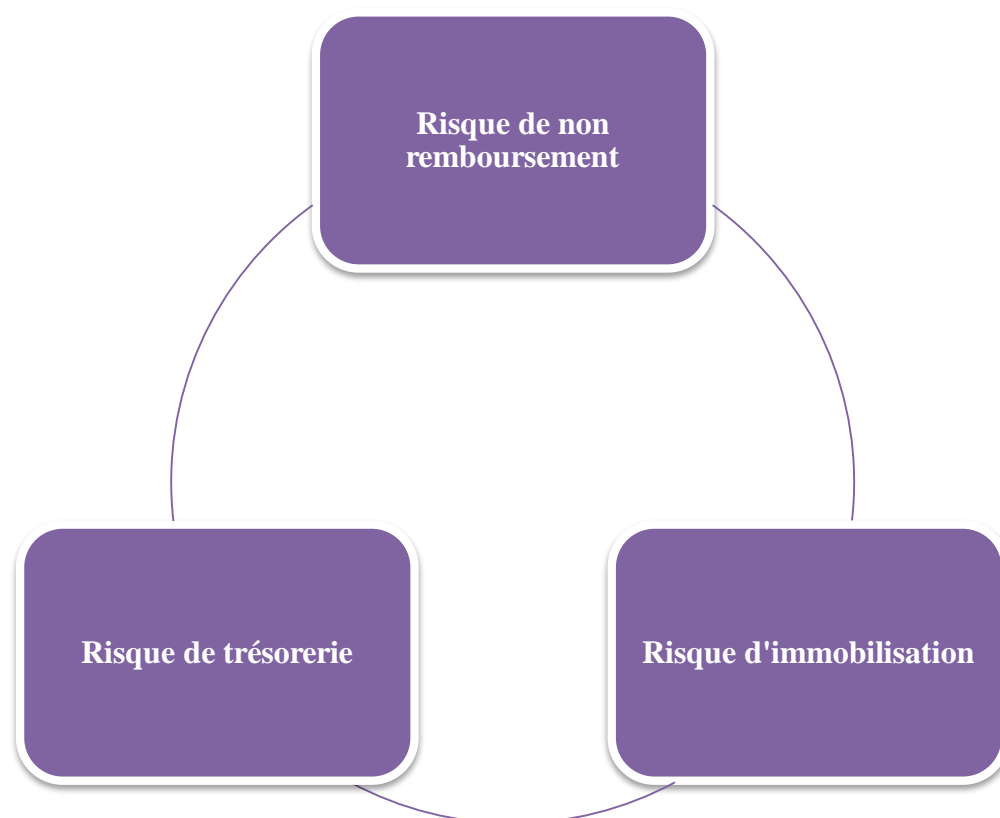 Risque de non
remboursement
Risque de trésorerie
Risque d'immobilisation